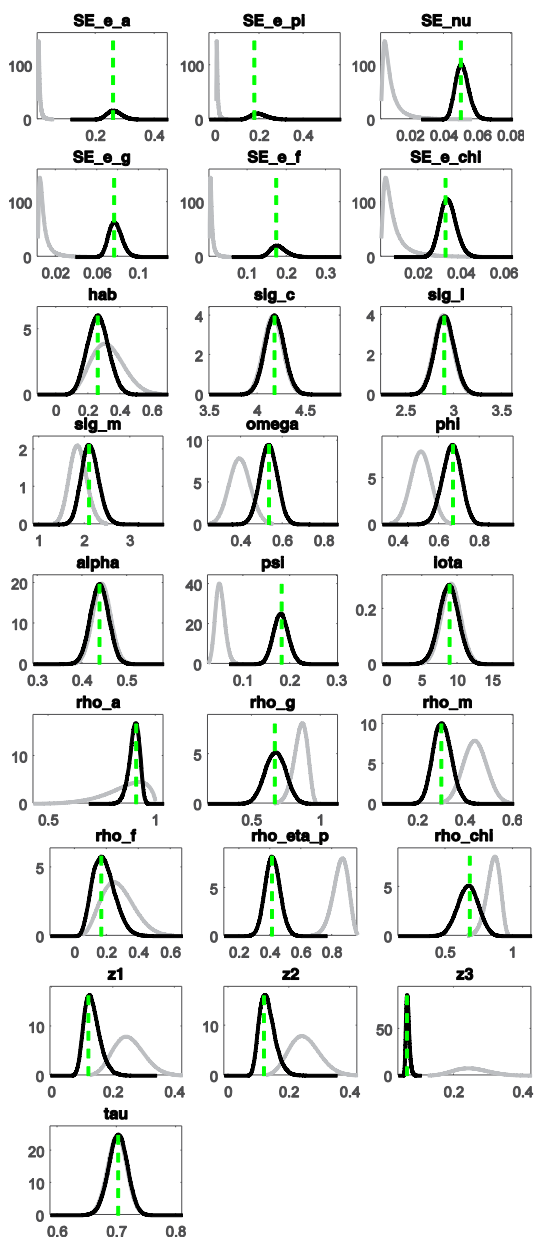 SE_e_a SE_e_pi SE_nu
100 100 100
0 0 0
0.2 0.4 0 0.2 0.4 0.02 0.04 0.06 0.08
SE_e_g SE_e_f SE_e_chi
100 100 100
0 0 0
0.02 0.06 0.1 0.1 0.2 0.3 0.02 0.04 0.06
hab sig_c sig_l
5 4 4
2 2
0 0 0
0 0.2 0.4 0.6 3.5 4 4.5 2.5 3 3.5
sig_m omega phi
2 10 5
1 5
0 0 0
1 2 3 0.4 0.6 0.8 0.4 0.6 0.8
alpha psi iota
20 40 0.2
10 20
0 0 0
0.3 0.4 0.5 0 0.1 0.2 0.3 0 5 10 15
rho_a rho_g rho_m
10 5 10
5
0 0 0
0.5 1 0.5 1 0.2 0.4 0.6
rho_f rho_eta_p rho_chi
5 5 5
0 0 0
0 0.2 0.4 0.6 0.2 0.4 0.6 0.8 0.5 1
z1 z2 z3
10 10 50
0 0 0
0 0.2 0.4 0 0.2 0.4 0.2 0.4
tau
20
10
0
0.6 0.7 0.8